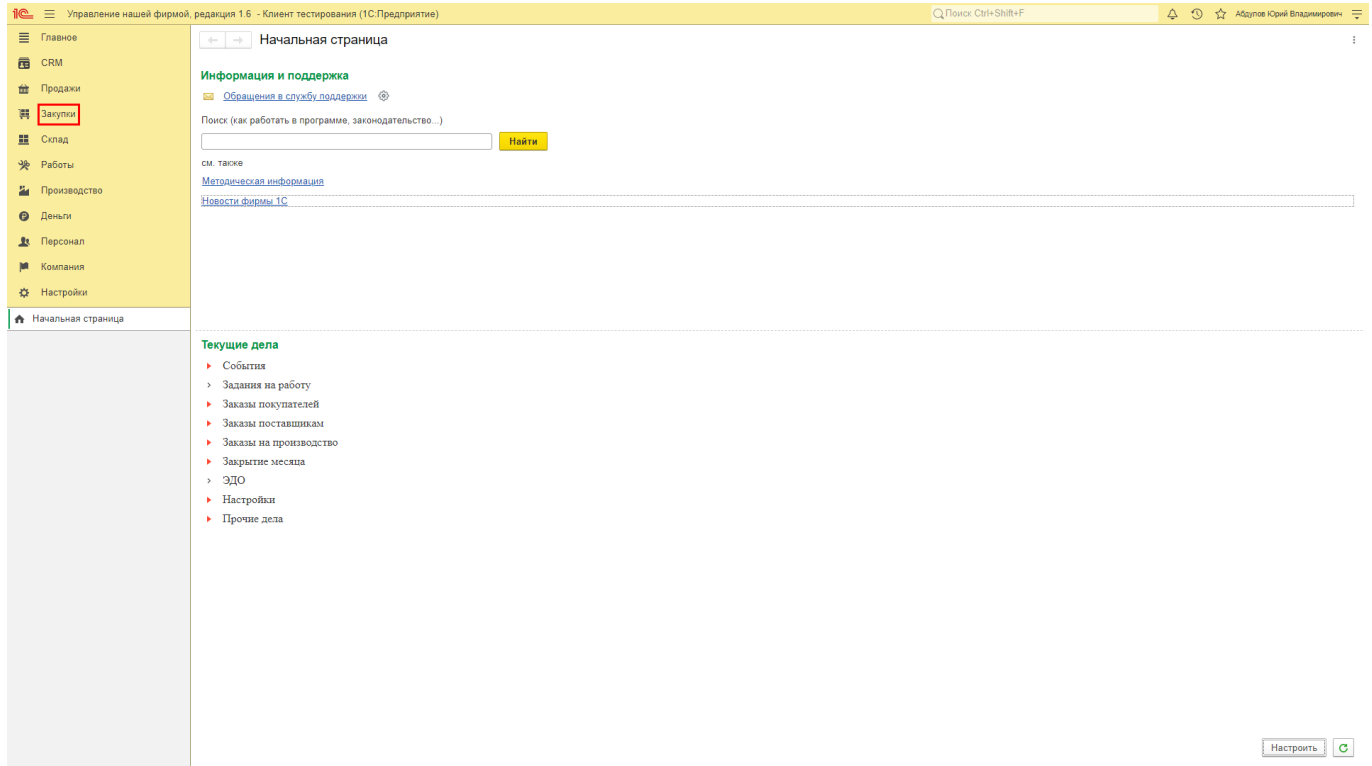 1С Управление нашей фирмой, редакция 1.6 - Клиент тестирования (1С:Предприятие) Поиск Ctrl+Shift+F Абдулов Юрий Владимирович
Главное
CRM
Продажи
Закупки
Склад
Работы
Производство
Деньги
Персонал
Компания
Настройки
Начальная страница
Начальная страница
Информация и поддержка
Обращения в службу поддержки
Поиск (как работать в программе, законодательство...)
Найти
см. также
Методическая информация
Новости фирмы 1С
Текущие дела
События
Задания на работу
Заказы покупателей
Заказы поставщикам
Заказы на производство
Закрытие месяца
ЭДО
Настройки
Прочие дела
Настроить